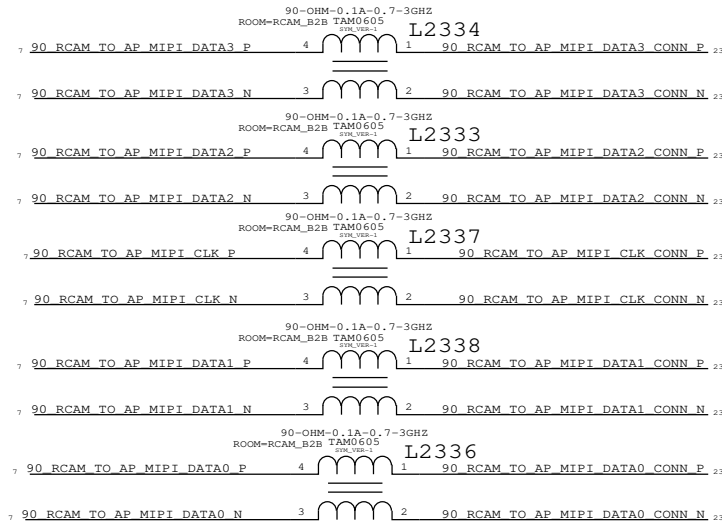 90-OHM-0.1A-0.7-3GHZ
ROOM=RCAM_B2B TAM0605 L2334
SYM_VER-1
7 90_RCAM_TO_AP_MIPI_DATA3_P 4 1 90_RCAM_TO_AP_MIPI_DATA3_CONN_P 23
7 90_RCAM_TO_AP_MIPI_DATA3_N 3 2 90_RCAM_TO_AP_MIPI_DATA3_CONN_N 23
90-OHM-0.1A-0.7-3GHZ
ROOM=RCAM_B2B TAM0605 L2333
SYM_VER-1
7 90_RCAM_TO_AP_MIPI_DATA2_P 4 1 90_RCAM_TO_AP_MIPI_DATA2_CONN_P 23
7 90_RCAM_TO_AP_MIPI_DATA2_N 3 2 90_RCAM_TO_AP_MIPI_DATA2_CONN_N 23
90-OHM-0.1A-0.7-3GHZ
ROOM=RCAM_B2B TAM0605 L2337
SYM_VER-1
7 90_RCAM_TO_AP_MIPI_CLK_P 4 1 90_RCAM_TO_AP_MIPI_CLK_CONN_P 23
7 90_RCAM_TO_AP_MIPI_CLK_N 3 2 90_RCAM_TO_AP_MIPI_CLK_CONN_N 23
90-OHM-0.1A-0.7-3GHZ
ROOM=RCAM_B2B TAM0605 L2338
SYM_VER-1
7 90_RCAM_TO_AP_MIPI_DATA1_P 4 1 90_RCAM_TO_AP_MIPI_DATA1_CONN_P 23
7 90_RCAM_TO_AP_MIPI_DATA1_N 3 2 90_RCAM_TO_AP_MIPI_DATA1_CONN_N 23
90-OHM-0.1A-0.7-3GHZ
ROOM=RCAM_B2B TAM0605 L2336
SYM_VER-1
7 90_RCAM_TO_AP_MIPI_DATA0_P 4 1 90_RCAM_TO_AP_MIPI_DATA0_CONN_P 23
7 90_RCAM_TO_AP_MIPI_DATA0_N 3 2 90_RCAM_TO_AP_MIPI_DATA0_CONN_N 23